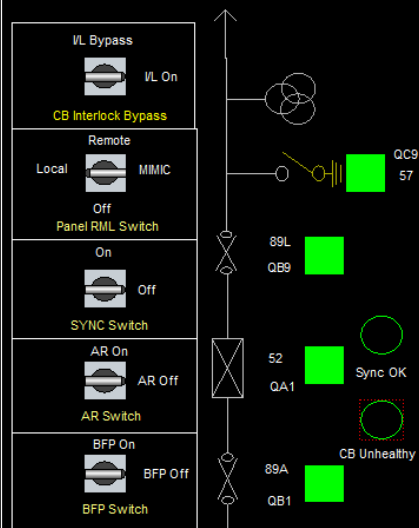 I/L Bypass
I/L On
CB Interlock Bypass
Remote
Local
MIMIC
Off
Panel RML Switch
On
Off
SYNC Switch
AR On
AR Off
AR Switch
BFP On
BFP Off
BFP Switch
QC9
57
89L
QB9
52
QA1
Sync OK
CB Unhealthy
89A
QB1